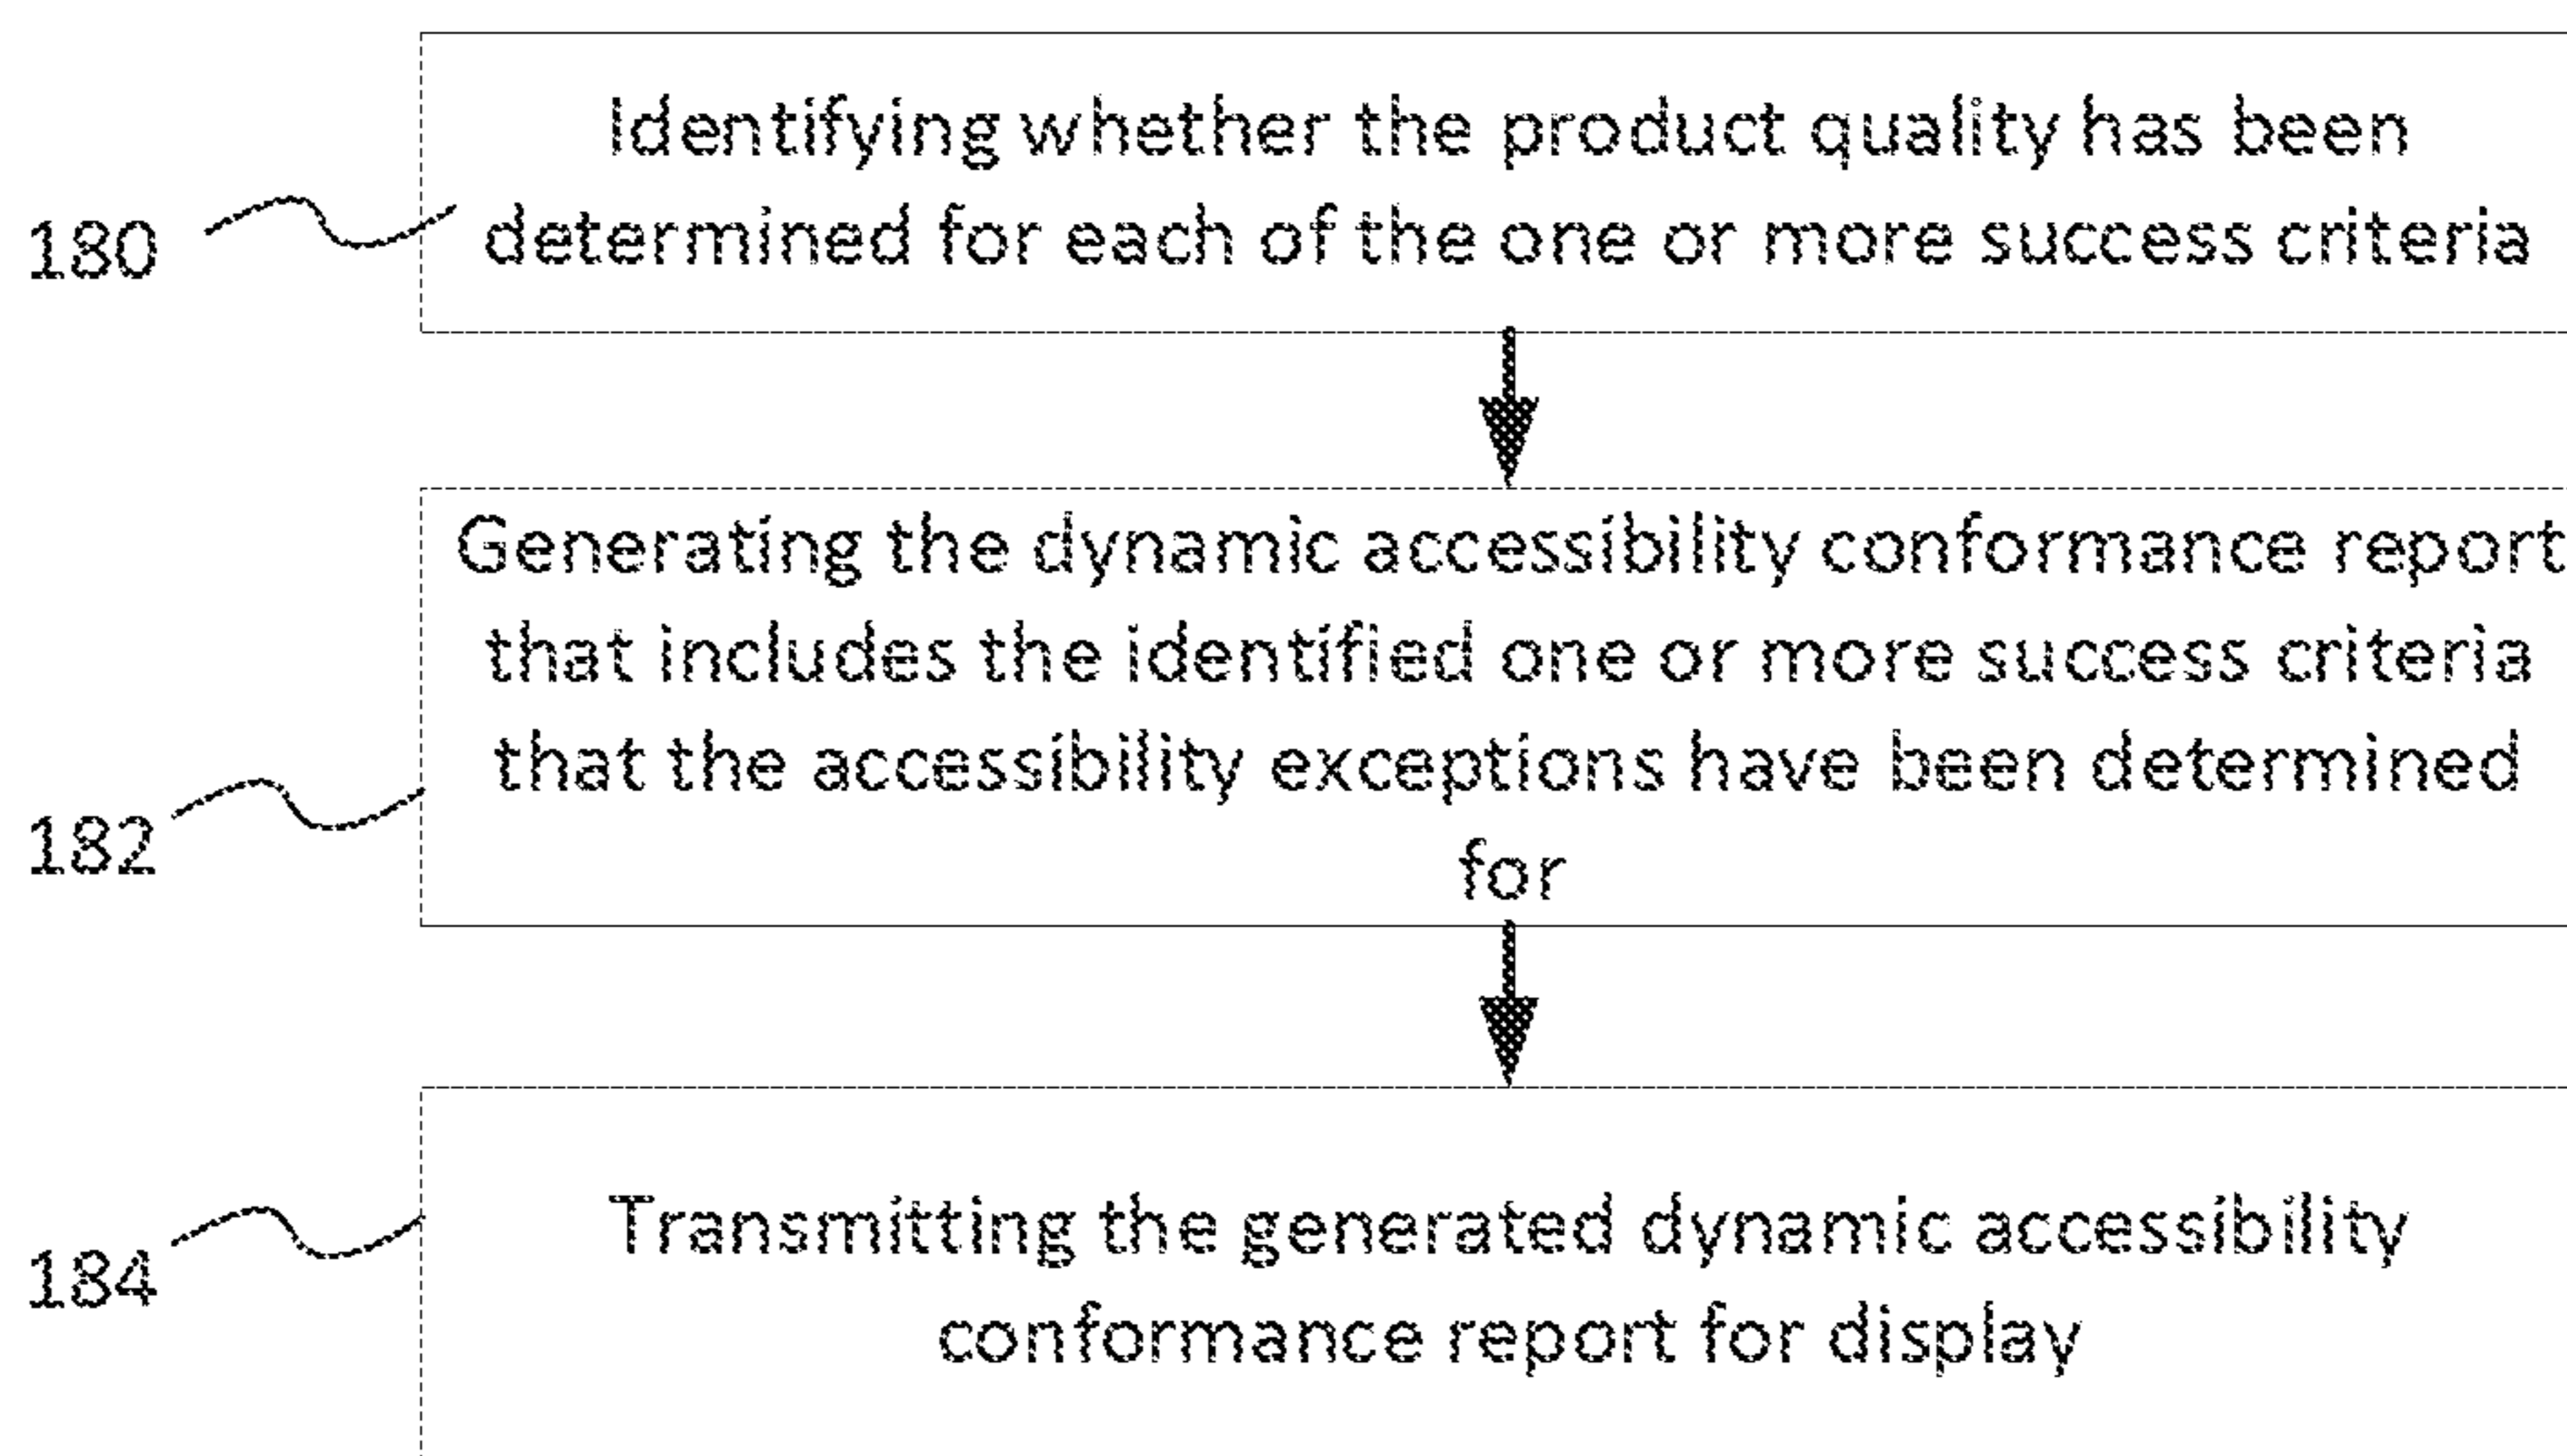 Identifying whether the product quality has been
180
determined for each of the one or more success criteria
Generating the dynamic accessibility conformance report
that includes the identified one or more success criteria
that the accessibility exceptions have been determined
182
for
Transmitting the generated dynamic accessibility
184
conformance report for display